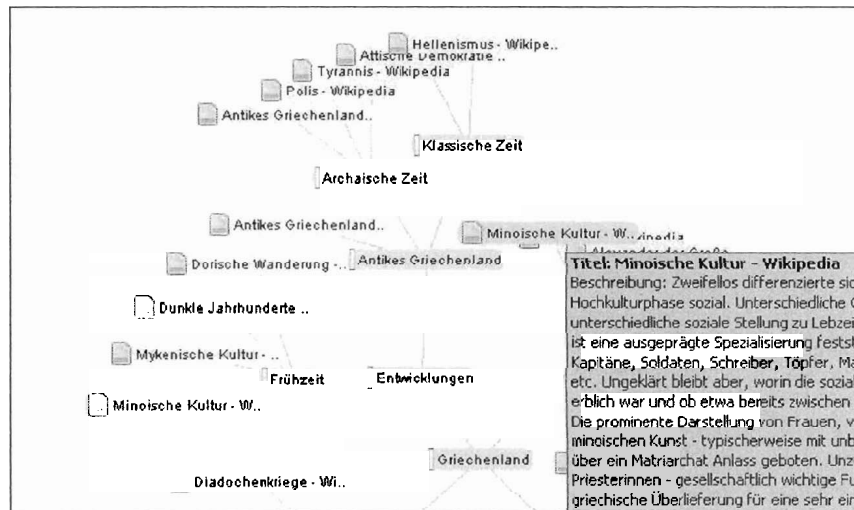 Hellenismus - Wikipe..
Attische Demokratie ..
Tyrannis - Wikipedia
Polis - Wikipedia
Antikes Griechenland..
Klassische Zeit
Archaische Zeit
Antikes Griechenland..
Minoische Kultur - W..
Dorische Wanderung -..
Antikes Griechenland
Titel: Minoische Kultur - Wikipedia
Beschreibung: Zweifellos differenzierte sic
Hochkulturphase sozial. Unterschiedliche
unterschiedliche soziale Stellung zu Lebzei
ist eine ausgeprägte Spezialisierung festst
Kapitäne, Soldaten, Schreiber, Töpfer, Ma
etc. Ungeklärt bleibt aber, worin die sozial
erblich war und ob etwa bereits zwischen
Die prominente Darstellung von Frauen, v
minoischen Kunst - typischerweise mit unb
über ein Matriarchat Anlass geboten. Unz
Priesterinnen - gesellschaftlich wichtige Fu
griechische Überlieferung für eine sehr ein
Dunkle Jahrhunderte ..
Mykenische Kultur - ..
Frühzeit
Entwicklungen
Minoische Kultur - W..
Griechenland
Diadochenkriege - Wi..